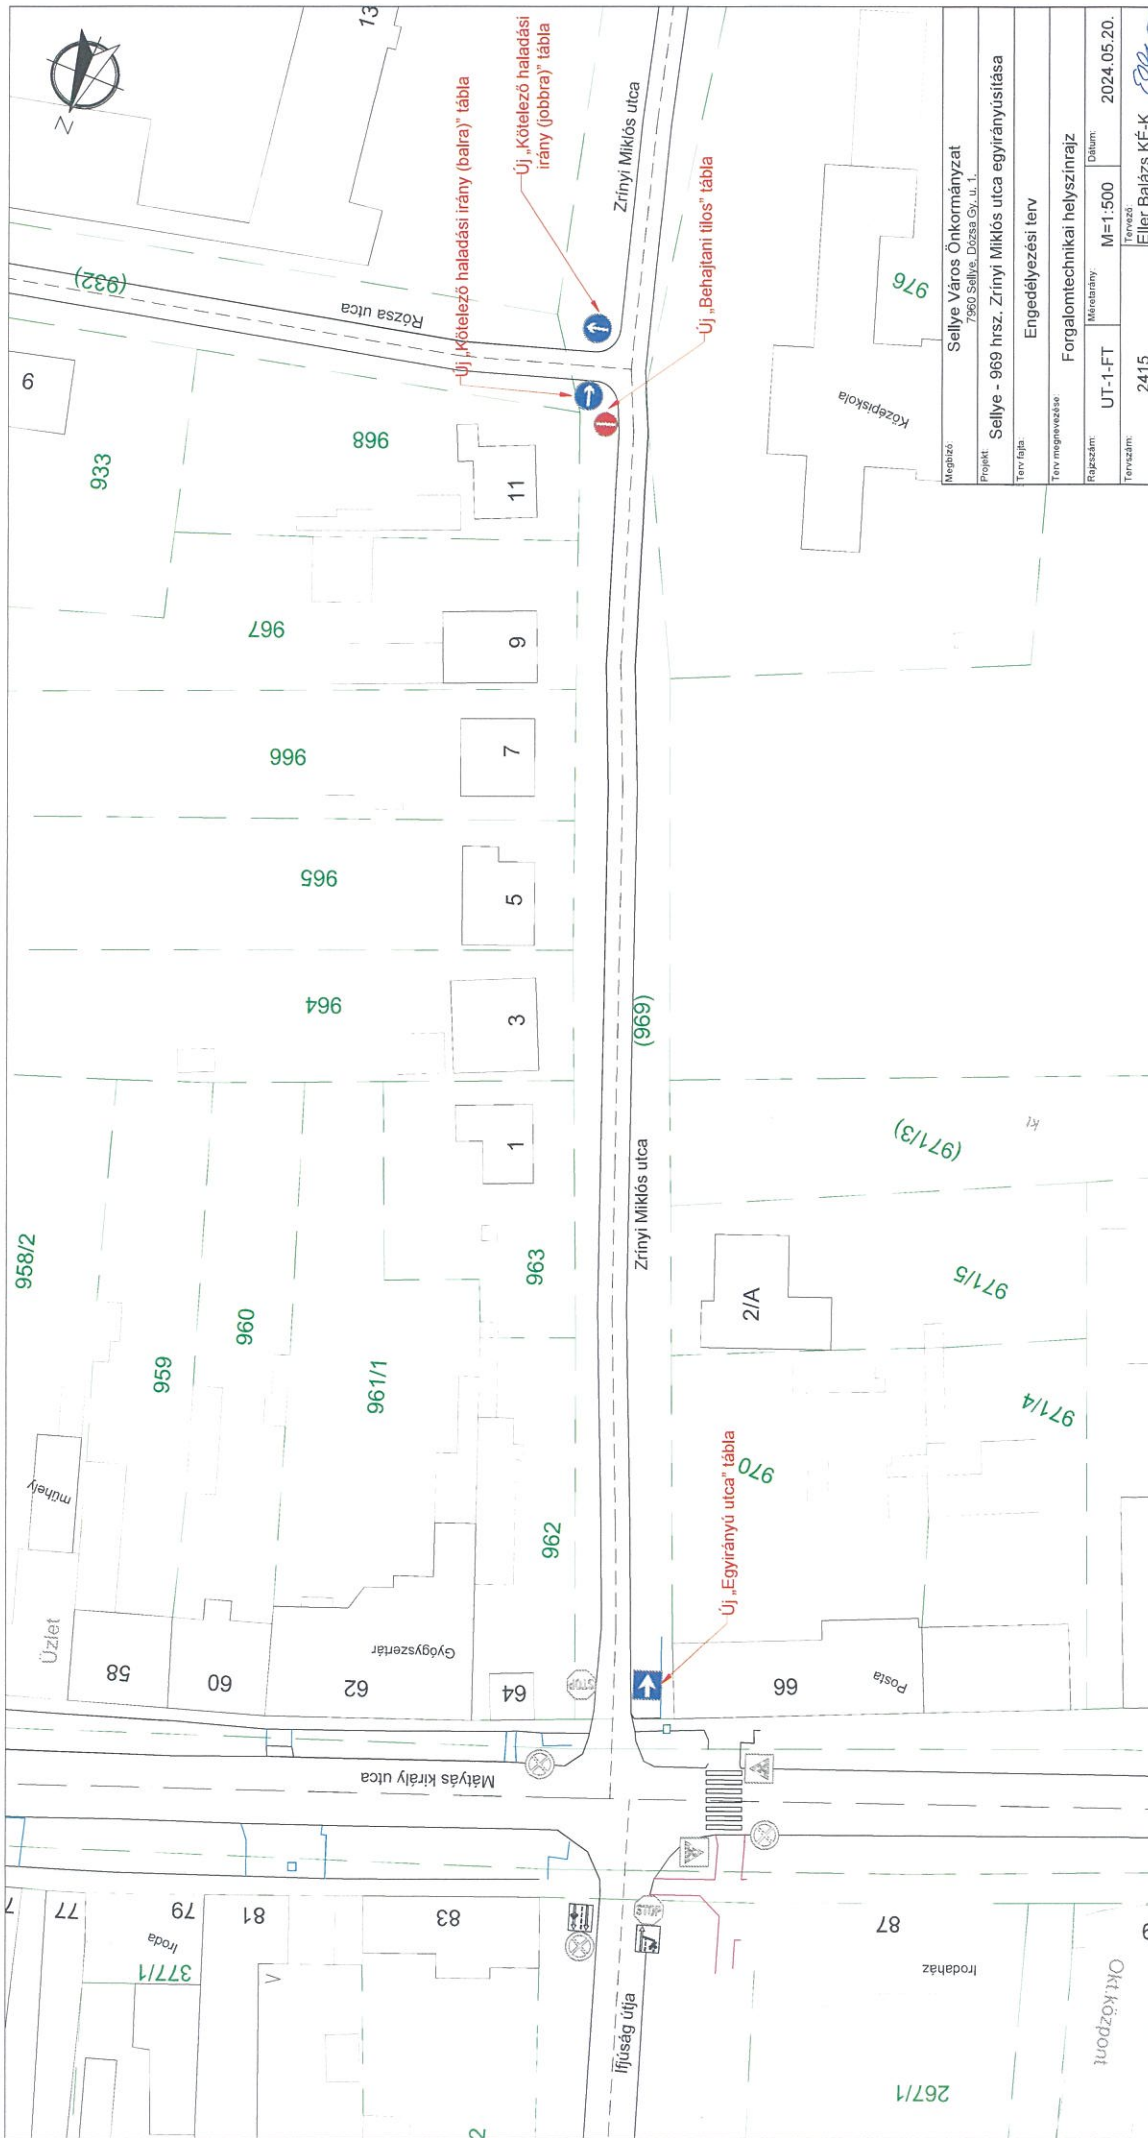 Z
13
Új „Kötelező haladási irány (balra)” tábla
Új „Kötelező haladási
irány (jobbra)” tábla
Új „Behajtani tilos” tábla
Új „Egyirányú utca” tábla
Zrínyi Miklós utca
Rózsa utca
(932)
9
933
968
11
967
9
966
7
965
5
964
3
(969)
Zrínyi Miklós utca
1
963
958/2
959
960
961/1
962
műhely
Üzlet
58
60
62
Gyógyszertár
64
STOP
66
Posta
970
2/A
971/4
971/5
(971/3)
kt
976
Középiskola
Mátyás király utca
Ifjúság útja
STOP
77
79
Iroda
377/1
81
V
83
87
Irodaház
267/1
Okt.központ
Megbízó:
Sellye Város Önkormányzat
7960 Sellye, Dózsa Gy. u. 1.
Projekt:
Sellye - 969 hrsz. Zrínyi Miklós utca egyirányúsítása
Terv fajta:
Engedélyezési terv
Terv megnevezése:
Forgalomtechnikai helyszínrajz
Rajzszám:
UT-1-FT
Méretarány:
M=1:500
Dátum:
2024.05.20.
Tervszám:
2415
Tervező:
Eller Balázs KÉ-K